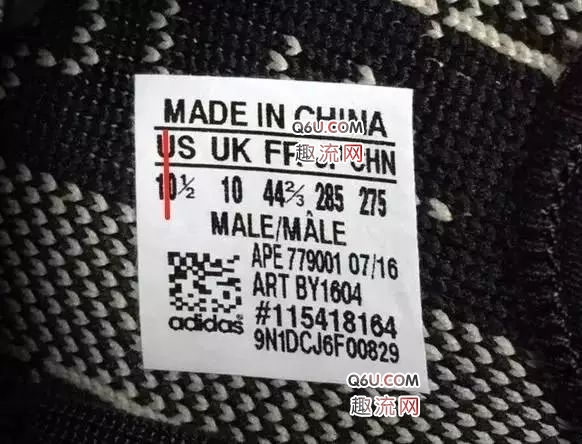 MADE IN CHINA
Q6U.COM
趣流网
US UK FR JP CHN
10½ 10 44⅔ 285 275
MALE/MÂLE
APE 779001 07/16
ART BY1604
#115418164
9N1DCJ6F00829
adidas
Q6U.COM
趣流网